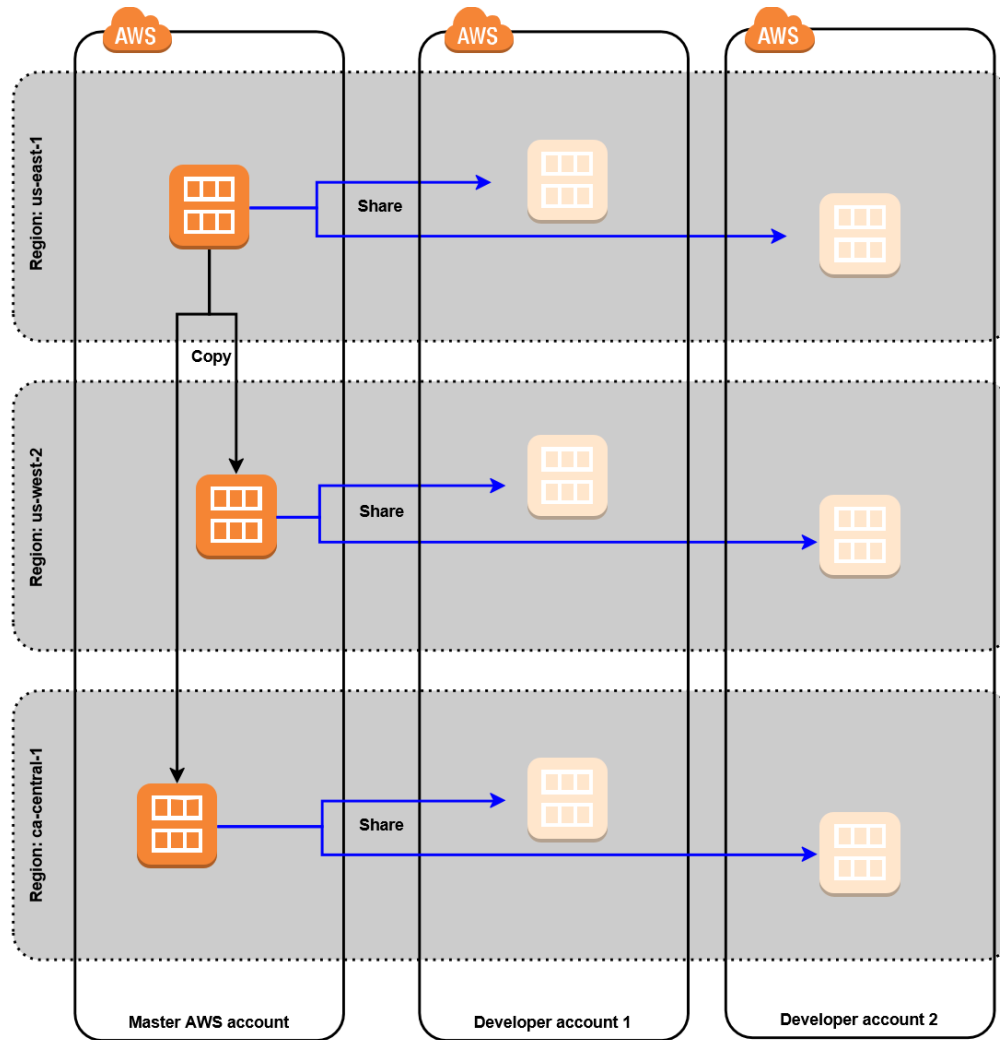 AWS
AWS
AWS
Region: us-east-1
Share
Copy
Region: us-west-2
Share
Region: ca-central-1
Share
Master AWS account
Developer account 1
Developer account 2